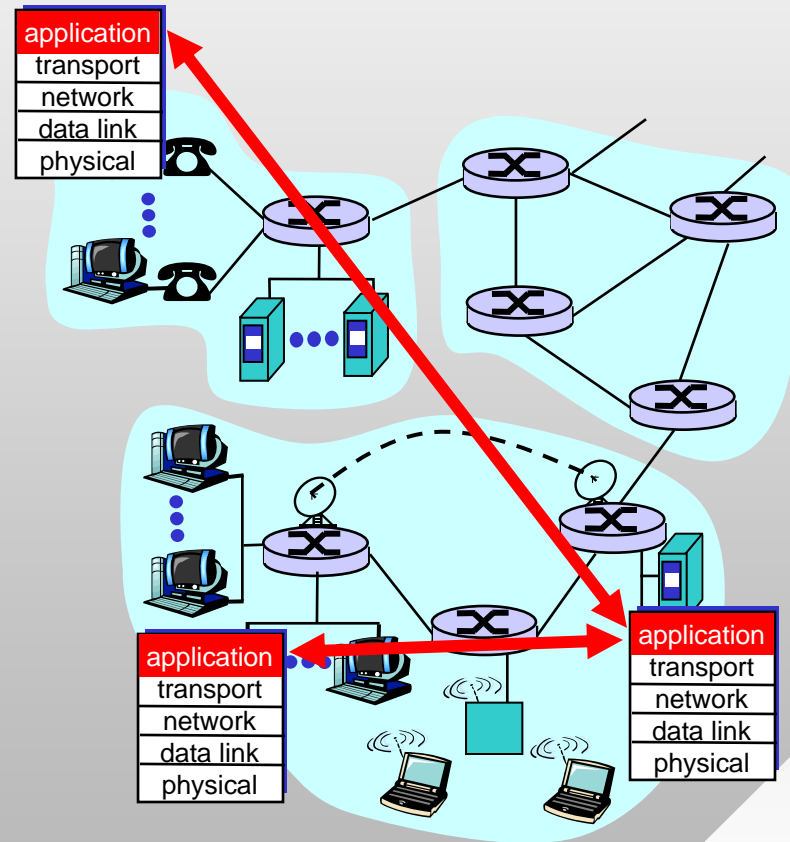 application
transport
network
data link
physical
application
transport
network
data link
physical
application
transport
network
data link
physical